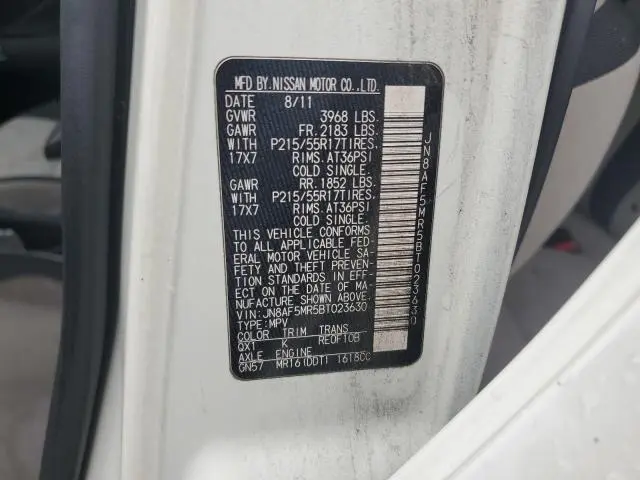 MFD BY.NISSAN MOTOR CO.,LTD.
DATE 8/11
GVWR 3968 LBS.
GAWR FR.2183 LBS.
WITH P215/55R17TIRES,
17X7 RIMS.AT36PSI
COLD SINGLE.
GAWR RR.1852 LBS.
WITH P215/55R17TIRES,
17X7 RIMS.AT36PSI
COLD SINGLE.
THIS VEHICLE CONFORMS
TO ALL APPLICABLE FED-
ERAL MOTOR VEHICLE SA-
FETY AND THEFT PREVENTION
STANDARDS IN EFF-
ECT ON THE DATE OF MA-
NUFACTURE SHOWN ABOVE.
VIN:JN8AF5MR5BT023630
TYPE:MPV
COLOR TRIM TRANS
QX1 K RE0F10B
AXLE ENGINE
GN57 MR16(DDT) 1618CC
JN8AF5MR5BT023630